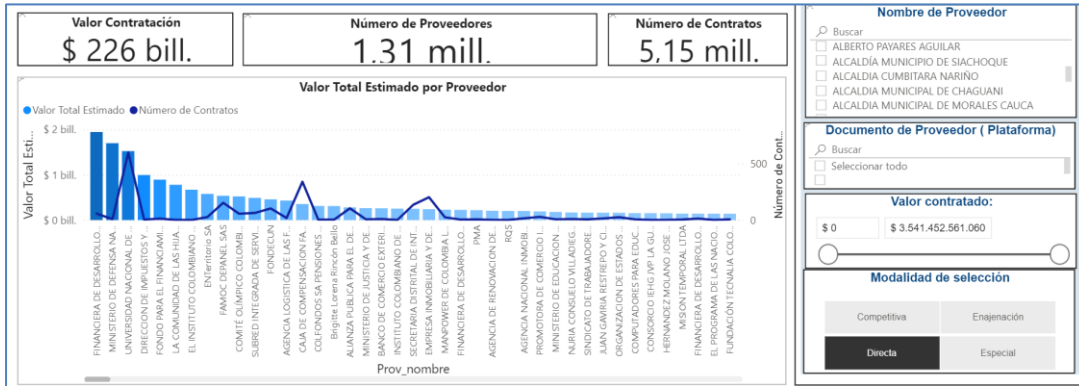 Valor Contratación
$ 226 bill.
Número de Proveedores
1,31 mill.
Número de Contratos
5,15 mill.
Valor Total Estimado por Proveedor
Valor Total Estimado Número de Contratos
Valor Total Esti...
$ 2 bill.
$ 1 bill.
$ 0 bill.
500
0
Número de Cont...
FINANCIERA DE DESARROLLO...
MINISTERIO DE DEFENSA NA...
UNIVERSIDAD NACIONAL DE ...
DIRECCION DE IMPUESTOS Y ...
FONDO PARA EL FINANCIAMI...
LA COMUNIDAD DE LAS HIJA...
EL INSTITUTO COLOMBIANO ...
ENTerritorio SA
FAMOC DEPANEL SAS
COMITÉ OLÍMPICO COLOMBI...
SUBRED INTEGRADA DE SERVI...
FONDECUN
AGENCIA LOGISTICA DE LAS F...
CAJA DE COMPENSACION FA...
COLFONDOS SA PENSIONES ...
Brigitte Lorena Rincón Bello
ALIANZA PUBLICA PARA EL DE...
MINISTERIO DE JUSTICIA Y DE...
BANCO DE COMERCIO EXTERI...
INSTITUTO COLOMBIANO DE ...
SECRETARIA DISTRITAL DE INT...
EMPRESA INMOBILIARIA Y DE...
MANPOWER DE COLOMBIA L...
FINANCIERA DE DESARROLLO...
PMA
RQS
AGENCIA DE RENOVACION DE...
AGENCIA NACIONAL INMOBI...
PROMOTORA DE COMERCIO I...
MINISTERIO DE EDUCACION...
NURIA CONSUELO VILLADIEG...
SINDICATO DE TRABAJADORE...
JUAN GAVIRIA RESTREPO Y CI...
ORGANIZACION DE ESTADOS...
COMPUTADORES PARA EDUC...
CONSORCIO IEHG JVP LA GU...
HERNANDEZ MOLANO JOSE...
MISION TEMPORAL LTDA
FINANCIERA DE DESARROLLO...
EL PROGRAMA DE LAS NACIO...
FUNDACIÓN TECNALIA COLO...
Prov_nombre
Nombre de Proveedor
Buscar
ALBERTO PAYARES AGUILAR
ALCALDÍA MUNICIPIO DE SIACHOQUE
ALCALDIA CUMBITARA NARIÑO
ALCALDIA MUNICIPAL DE CHAGUANI
ALCALDIA MUNICIPAL DE MORALES CAUCA
Documento de Proveedor ( Plataforma)
Buscar
Seleccionar todo
Valor contratado:
$ 0
$ 3.541.452.561.060
Modalidad de selección
Competitiva
Enajenación
Directa
Especial